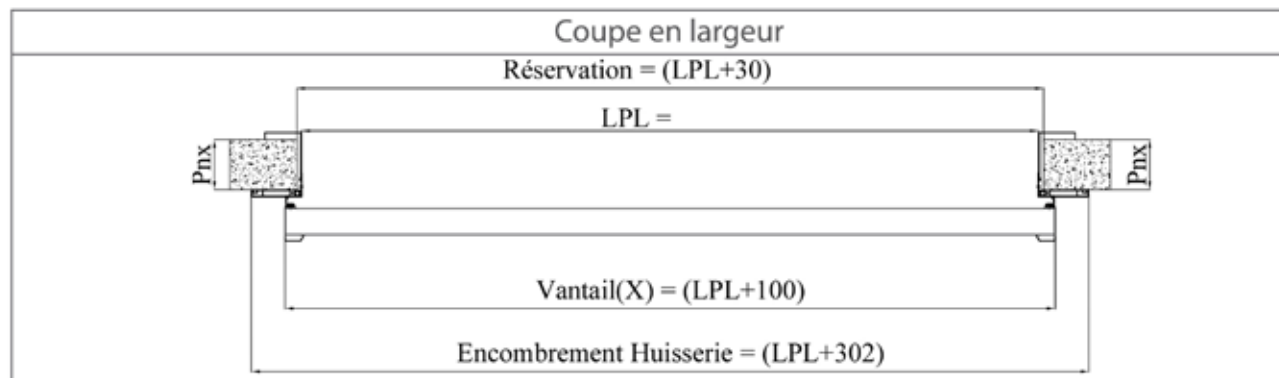 Coupe en largeur
Réservation = (LPL+30)
LPL =
Pnx
Pnx
Vantail(X) = (LPL+100)
Encombrement Huisserie = (LPL+302)